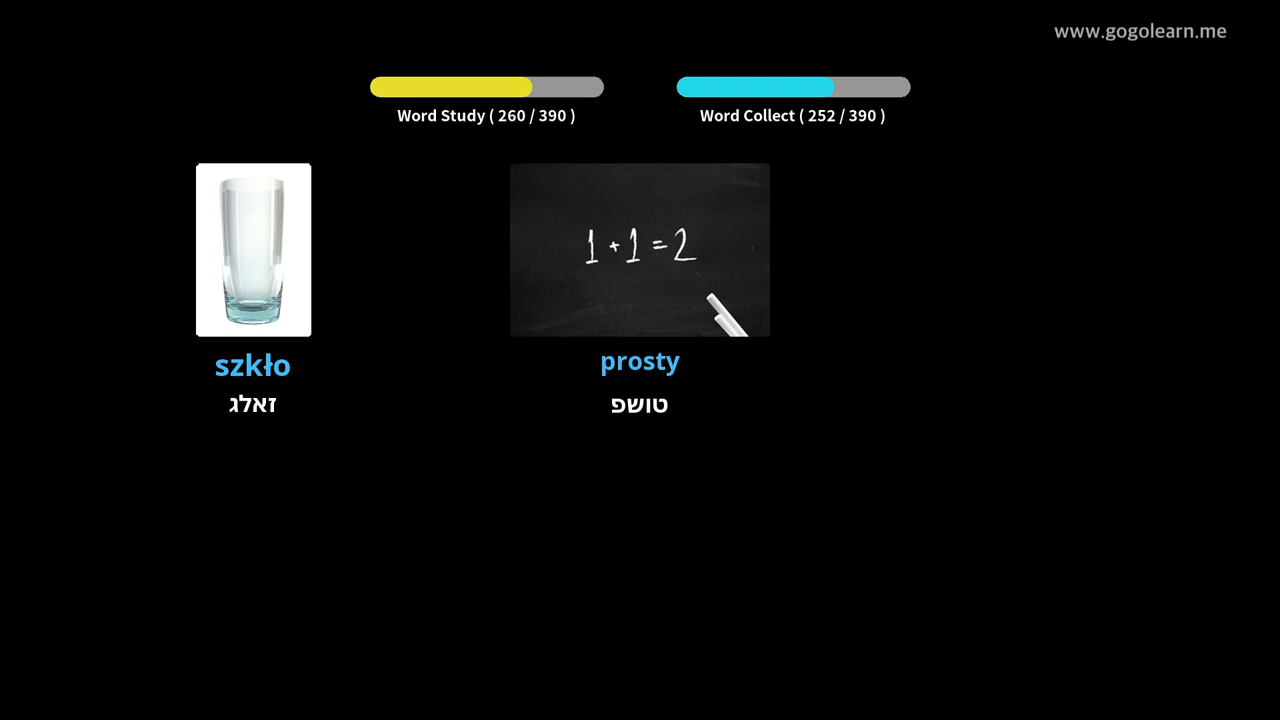 www.gogolearn.me
Word Study ( 260 / 390 )
Word Collect ( 252 / 390 )
1 + 1 = 2
szkło
זאלג
prosty
טושפ